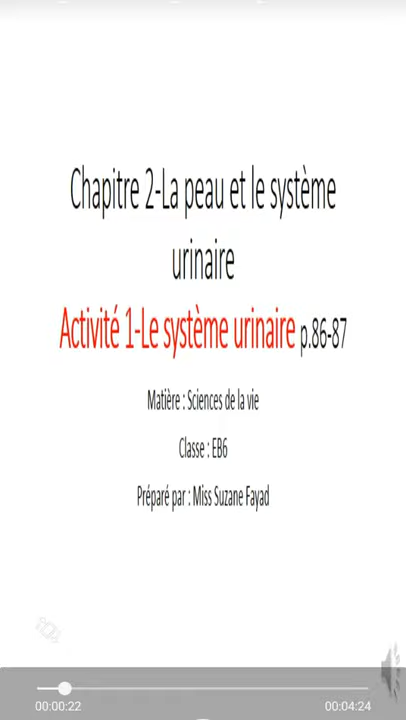 Chapitre 2-La peau et le système
urinaire
Activité 1-Le système urinaire p.86-87
Matière : Sciences de la vie
Classe : EB6
Préparé par : Miss Suzane Fayad
00:00:22
00:04:24